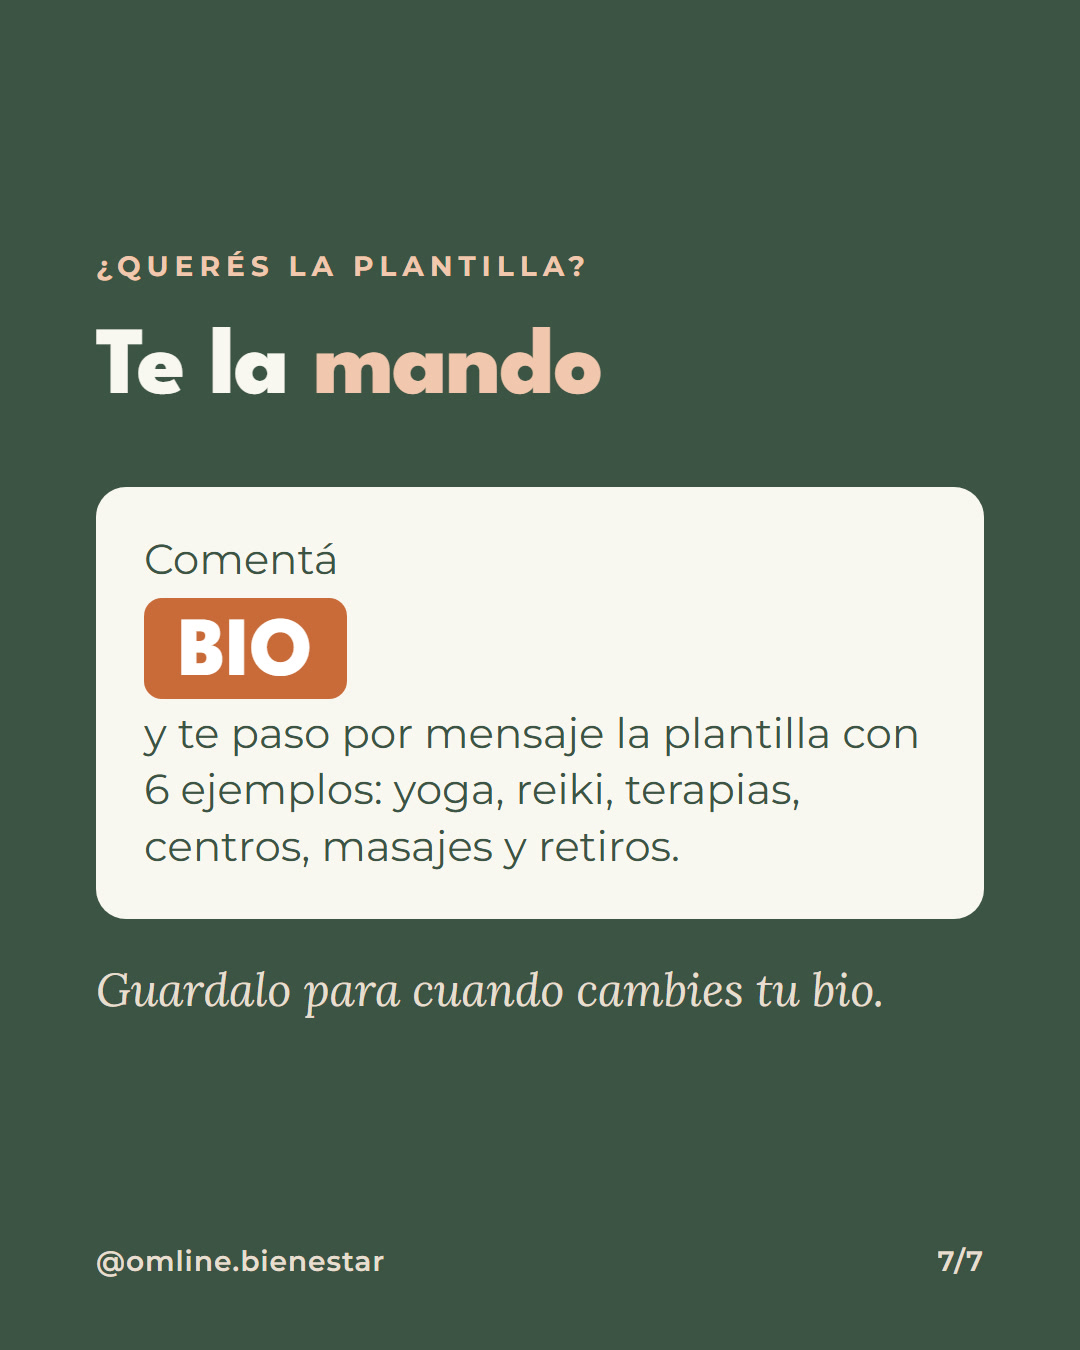 ¿QUERÉS LA PLANTILLA?
Te la mando
Comentá
BIO
y te paso por mensaje la plantilla con
6 ejemplos: yoga, reiki, terapias,
centros, masajes y retiros.
Guardalo para cuando cambies tu bio.
@omline.bienestar
7/7